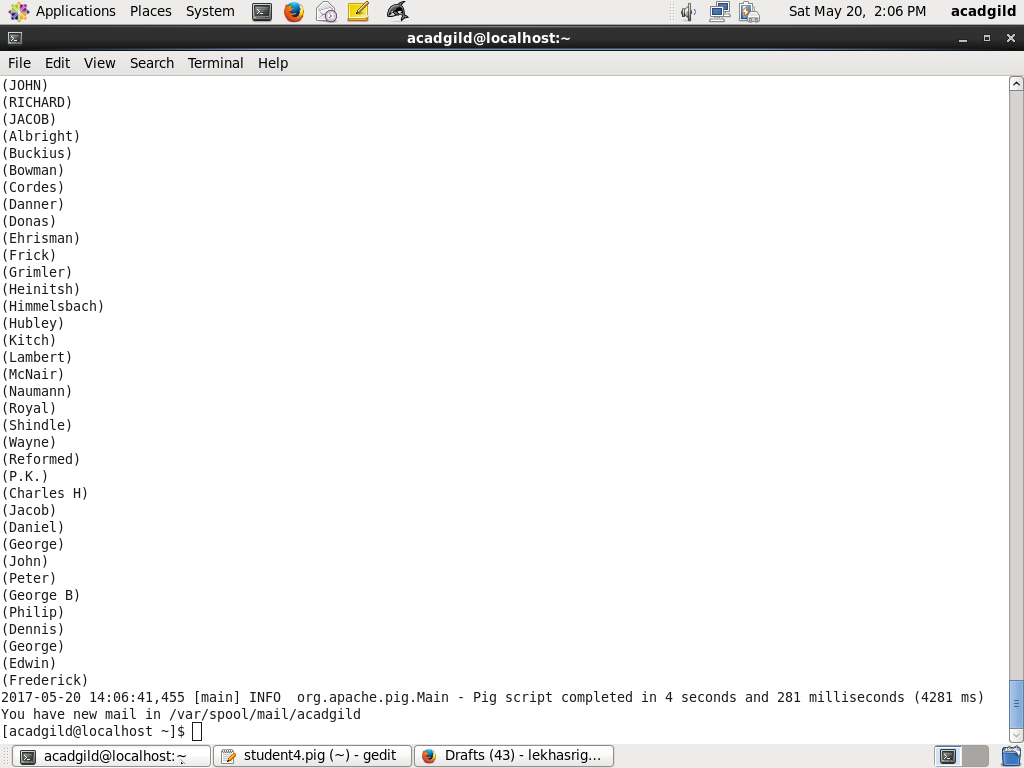 Applications Places System Sat May 20, 2:06 PM acadgild
acadgild@localhost:~
File Edit View Search Terminal Help
(JOHN)
(RICHARD)
(JACOB)
(Albright)
(Buckius)
(Bowman)
(Cordes)
(Danner)
(Donas)
(Ehrisman)
(Frick)
(Grimler)
(Heinitsh)
(Himmelsbach)
(Hubley)
(Kitch)
(Lambert)
(McNair)
(Naumann)
(Royal)
(Shindle)
(Wayne)
(Reformed)
(P.K.)
(Charles H)
(Jacob)
(Daniel)
(George)
(John)
(Peter)
(George B)
(Philip)
(Dennis)
(George)
(Edwin)
(Frederick)
2017-05-20 14:06:41,455 [main] INFO  org.apache.pig.Main - Pig script completed in 4 seconds and 281 milliseconds (4281 ms)
You have new mail in /var/spool/mail/acadgild
[acadgild@localhost ~]$
acadgild@localhost:~ student4.pig (~) - gedit Drafts (43) - lekhasrig...